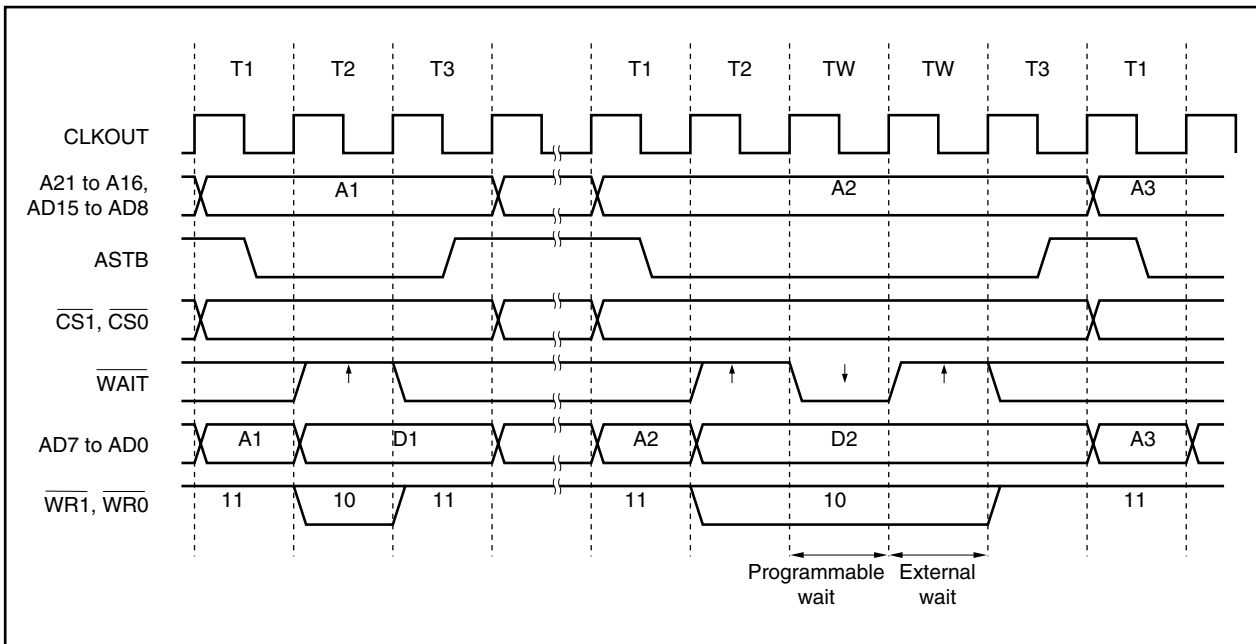 T1 T2 T3 T1 T2 TW TW T3 T1
CLKOUT
A21 to A16,
AD15 to AD8
A1 A2 A3
ASTB
CS1, CS0
WAIT
AD7 to AD0 A1 D1 A2 D2 A3
WR1, WR0 11 10 11 11 10 11
Programmable
wait
External
wait